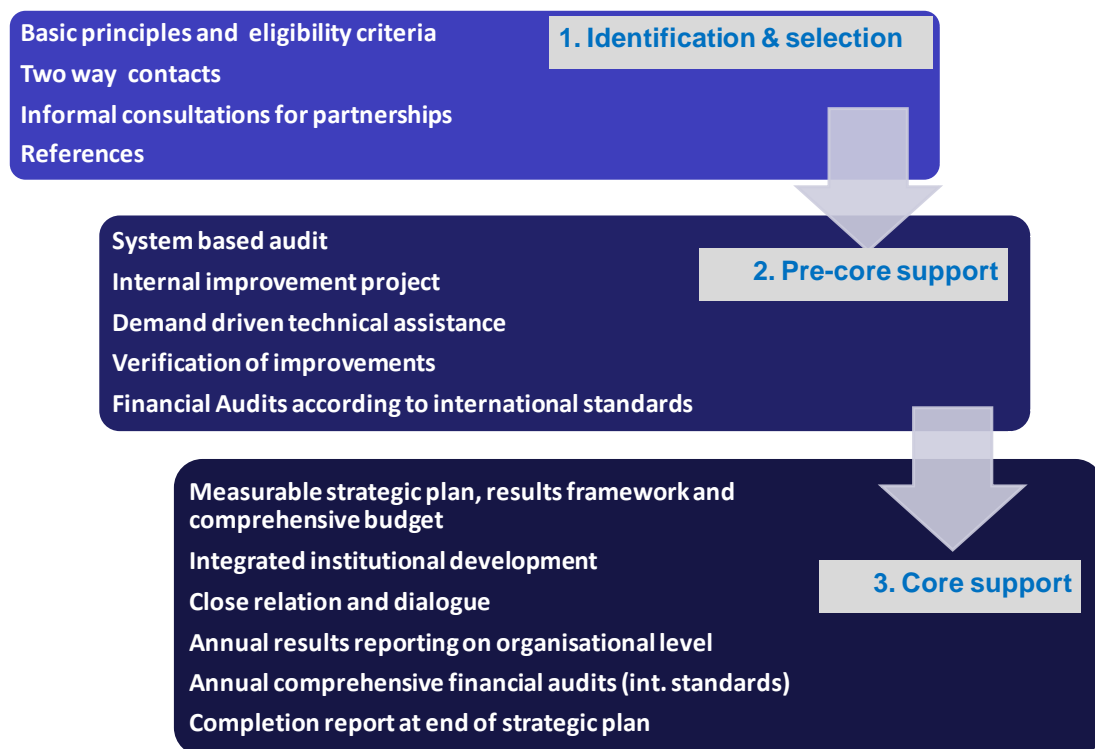 Basic principles and eligibility criteria
1. Identification & selection
Two way contacts
Informal consultations for partnerships
References
System based audit
2. Pre-core support
Internal improvement project
Demand driven technical assistance
Verification of improvements
Financial Audits according to international standards
Measurable strategic plan, results framework and
comprehensive budget
Integrated institutional development
3. Core support
Close relation and dialogue
Annual results reporting on organisational level
Annual comprehensive financial audits (int. standards)
Completion report at end of strategic plan